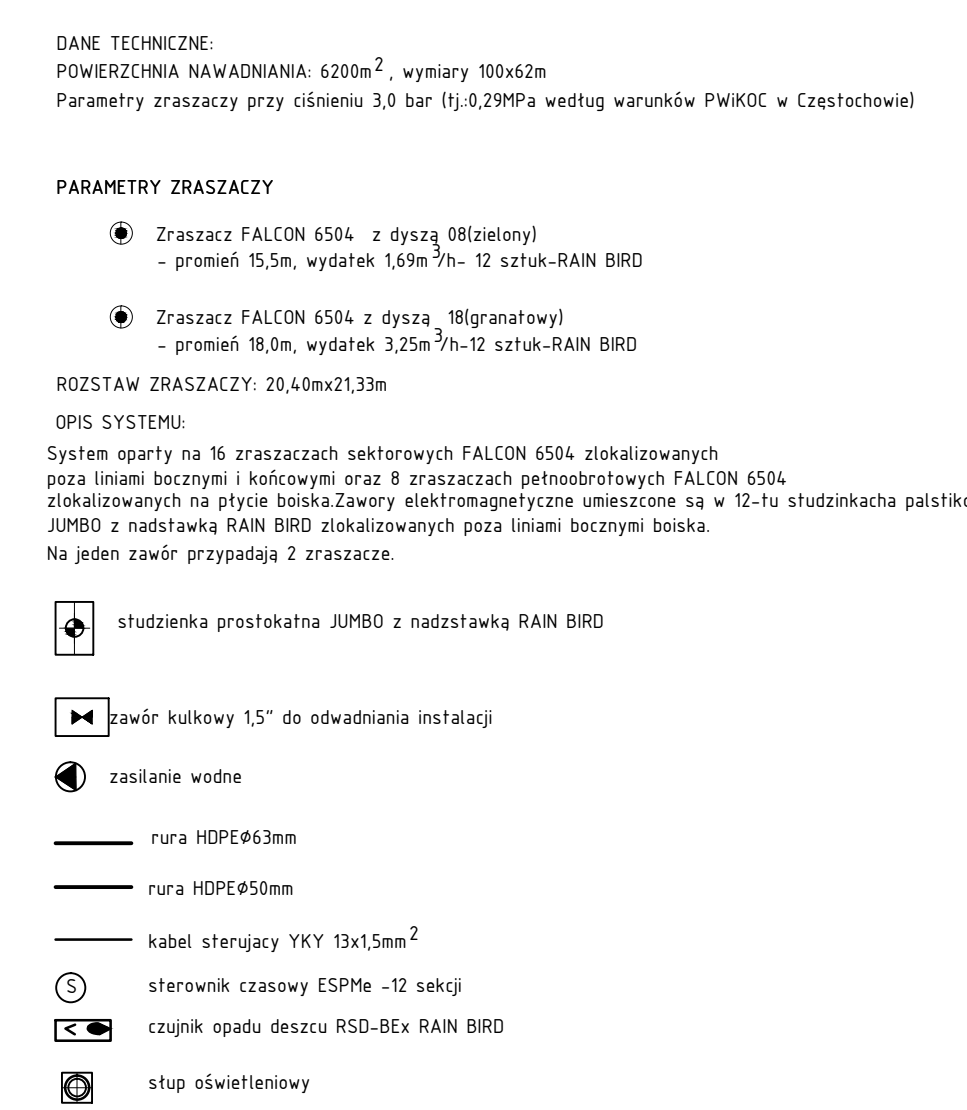 DANE TECHNICZNE:
POWIERZCHNIA NAWADNIANIA: 6200m², wymiary 100x62m
Parametry zraszaczy przy ciśnieniu 3,0 bar (tj.:0,29MPa według warunków PWiKOC w Częstochowie)
PARAMETRY ZRASZACZY
Zraszacz FALCON 6504 z dyszą 08(zielony)
- promień 15,5m, wydatek 1,69m³/h- 12 sztuk-RAIN BIRD
Zraszacz FALCON 6504 z dyszą 18(granatowy)
- promień 18,0m, wydatek 3,25m³/h-12 sztuk-RAIN BIRD
ROZSTAW ZRASZACZY: 20,40mx21,33m
OPIS SYSTEMU:
System oparty na 16 zraszaczach sektorowych FALCON 6504 zlokalizowanych
poza liniami bocznymi i końcowymi oraz 8 zraszaczach pełnoobrotowych FALCON 6504
zlokalizowanych na płycie boiska.Zawory elektromagnetyczne umieszcone są w 12-tu studzinkacha palstiko
JUMBO z nadstawką RAIN BIRD zlokalizowanych poza liniami bocznymi boiska.
Na jeden zawór przypadają 2 zraszacze.
studzienka prostokatna JUMBO z nadzstawką RAIN BIRD
zawór kulkowy 1,5" do odwadniania instalacji
zasilanie wodne
rura HDPEØ63mm
rura HDPEØ50mm
kabel sterujacy YKY 13x1,5mm²
S sterownik czasowy ESPMe -12 sekcji
czujnik opadu deszcu RSD-BEx RAIN BIRD
słup oświetleniowy